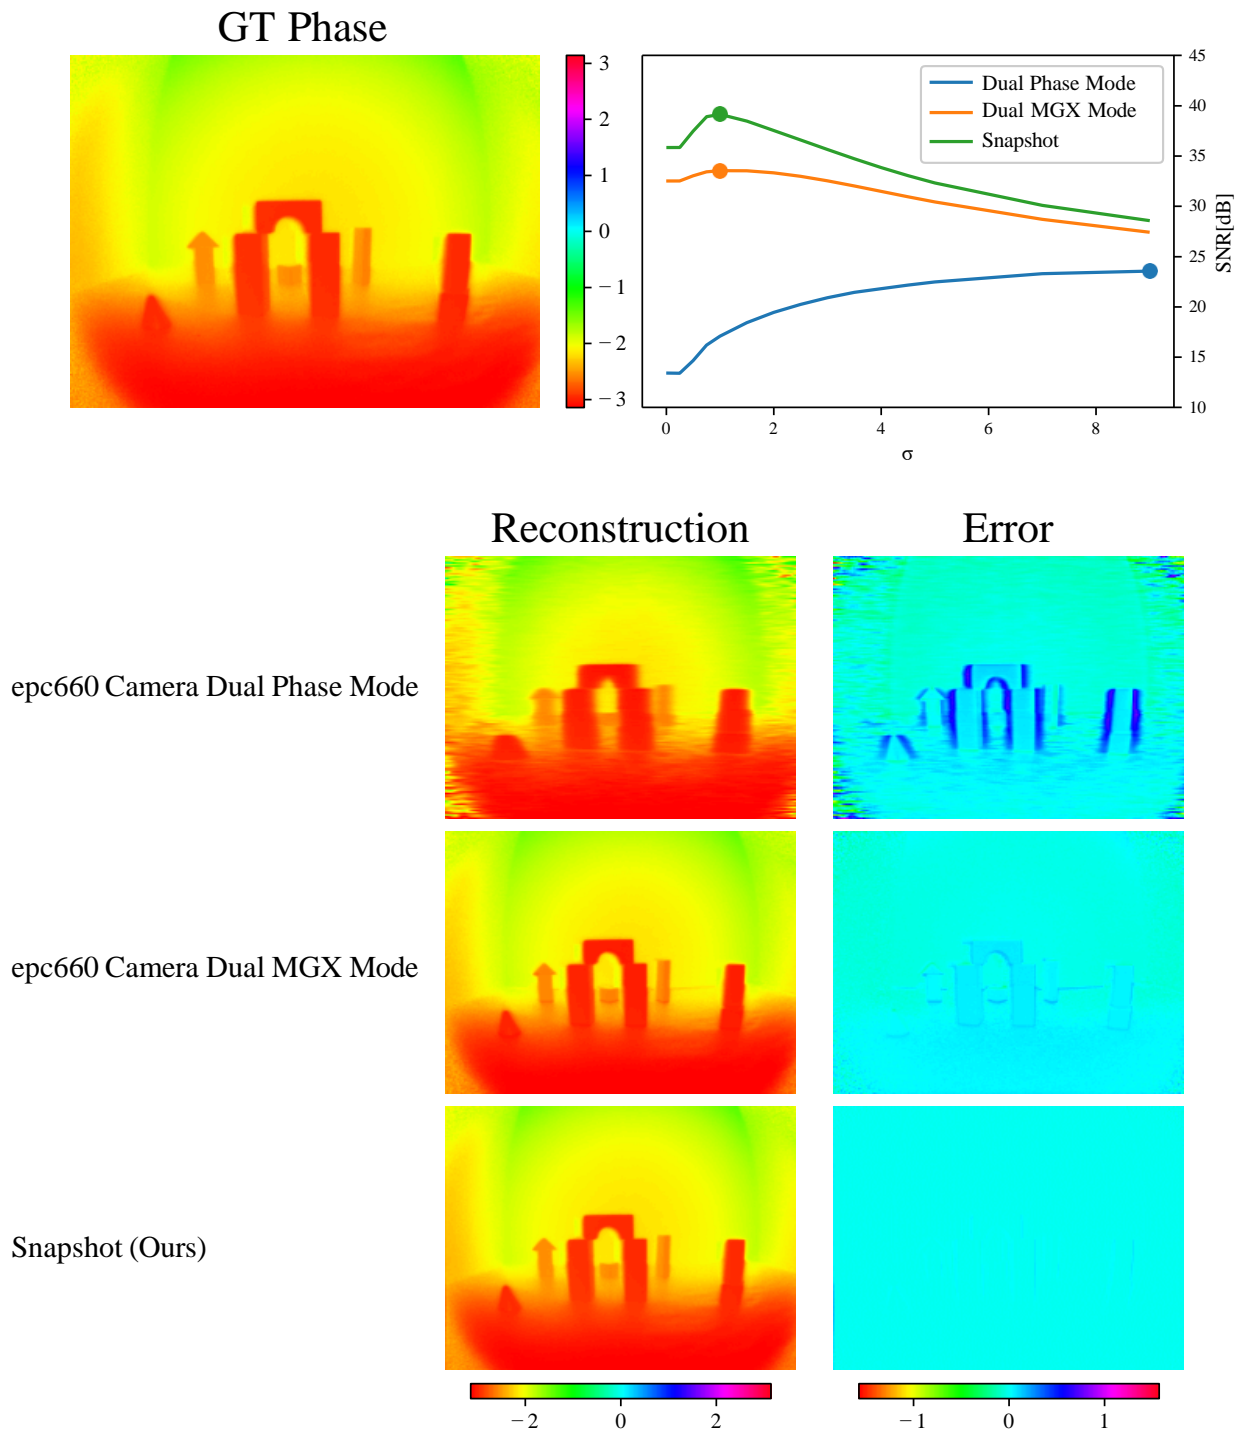 GT Phase
3
2
1
0
−1
−2
−3
Dual Phase Mode
Dual MGX Mode
Snapshot
45
40
35
30
25
20
15
10
SNR[dB]
0 2 4 6 8
σ
Reconstruction Error
epc660 Camera Dual Phase Mode
epc660 Camera Dual MGX Mode
Snapshot (Ours)
−2 0 2
−1 0 1